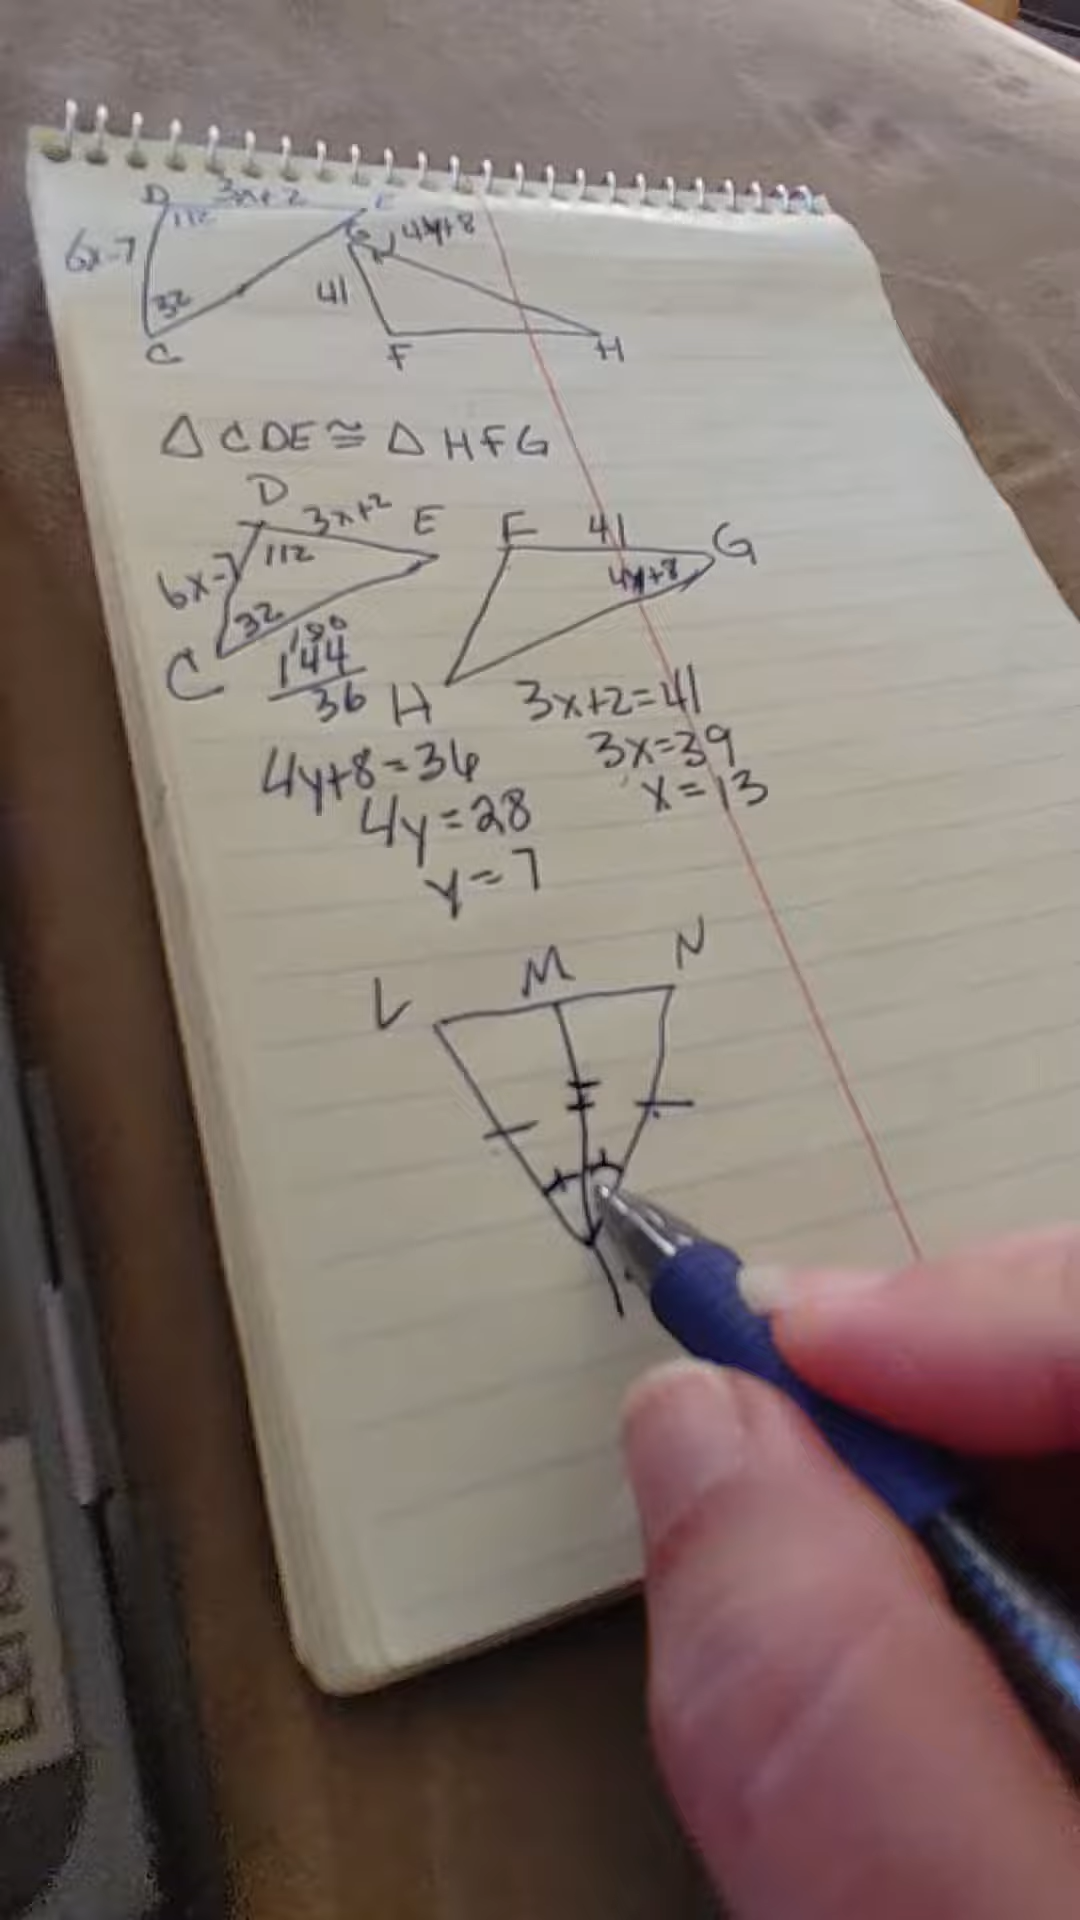 D 3x+2 E
112
6x-7
32
C
G 4y+8
41
F H
△ CDE ≅ △ HFG
D 3x+2 E
6x-7 112
32
C
180
144
36
F 41 G
4y+8
H
3x+2=41
3x=39
x=13
4y+8=36
4y=28
y=7
L M N